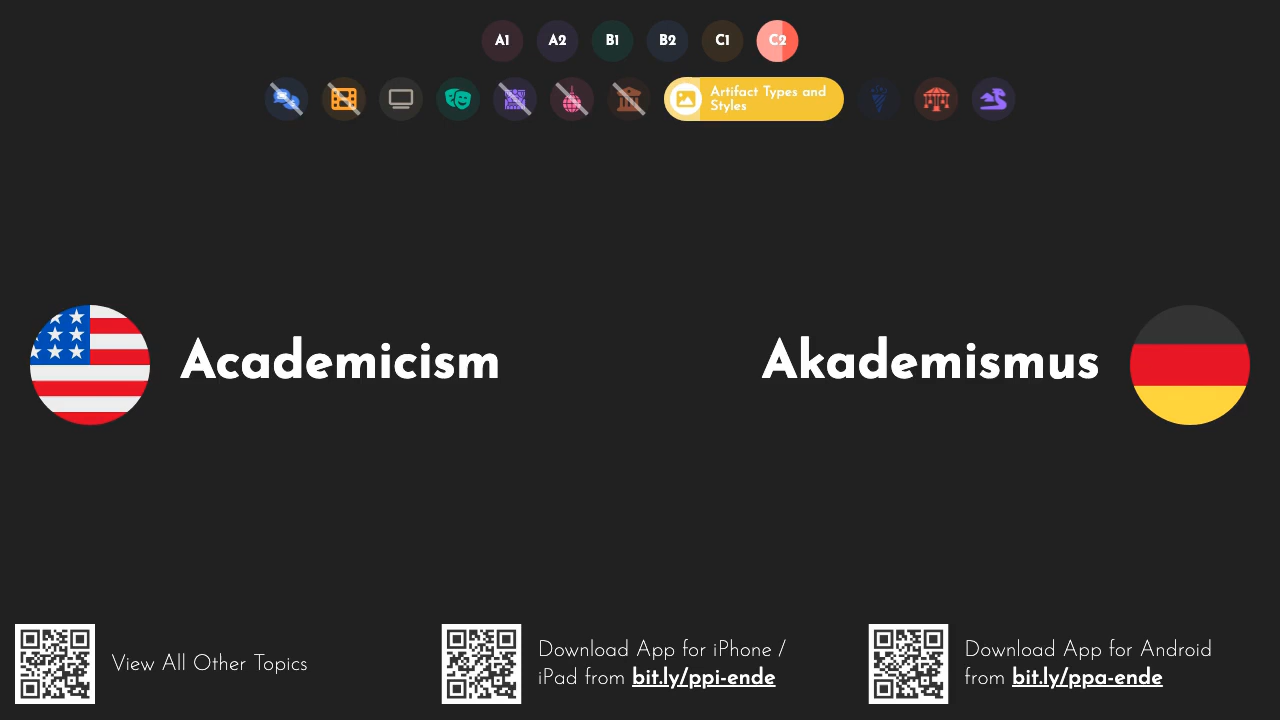 A1 A2 B1 B2 C1 C2
Artifact Types and
Styles
Academicism
Akademismus
View All Other Topics
Download App for iPhone /
iPad from bit.ly/ppi-ende
Download App for Android
from bit.ly/ppa-ende